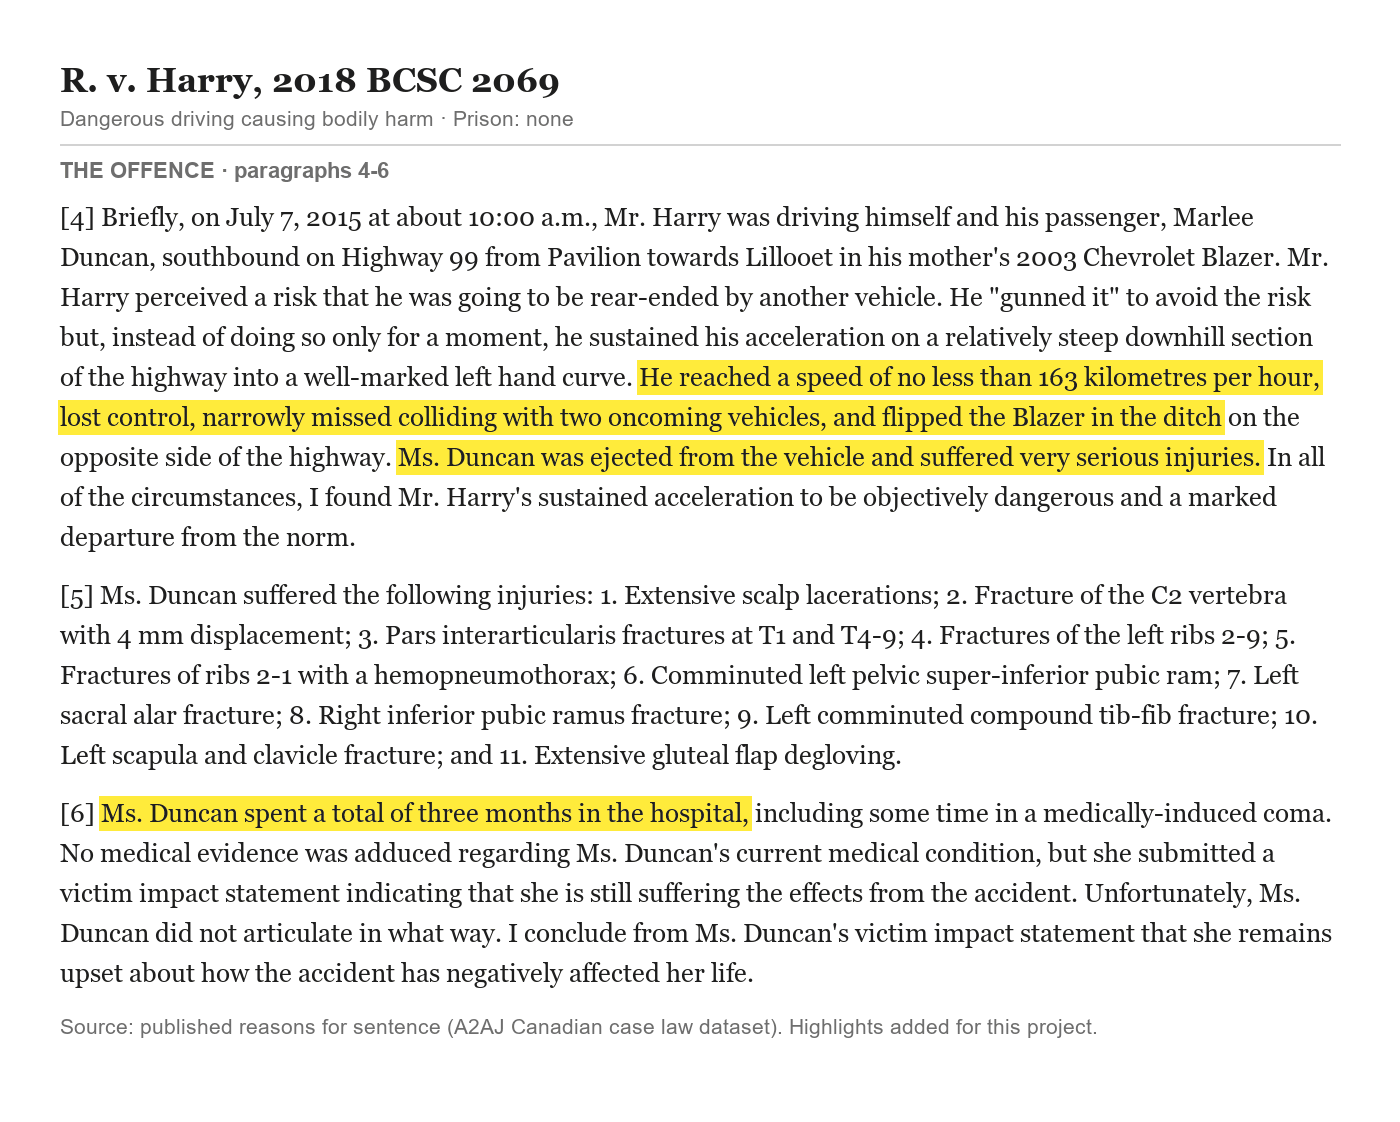 R. v. Harry, 2018 BCSC 2069
Dangerous driving causing bodily harm · Prison: none
THE OFFENCE · paragraphs 4-6
[4] Briefly, on July 7, 2015 at about 10:00 a.m., Mr. Harry was driving himself and his passenger, Marlee
Duncan, southbound on Highway 99 from Pavilion towards Lillooet in his mother's 2003 Chevrolet Blazer. Mr.
Harry perceived a risk that he was going to be rear-ended by another vehicle. He "gunned it" to avoid the risk
but, instead of doing so only for a moment, he sustained his acceleration on a relatively steep downhill section
of the highway into a well-marked left hand curve. He reached a speed of no less than 163 kilometres per hour,
lost control, narrowly missed colliding with two oncoming vehicles, and flipped the Blazer in the ditch on the
opposite side of the highway. Ms. Duncan was ejected from the vehicle and suffered very serious injuries. In all
of the circumstances, I found Mr. Harry's sustained acceleration to be objectively dangerous and a marked
departure from the norm.
[5] Ms. Duncan suffered the following injuries: 1. Extensive scalp lacerations; 2. Fracture of the C2 vertebra
with 4 mm displacement; 3. Pars interarticularis fractures at T1 and T4-9; 4. Fractures of the left ribs 2-9; 5.
Fractures of ribs 2-1 with a hemopneumothorax; 6. Comminuted left pelvic super-inferior pubic ram; 7. Left
sacral alar fracture; 8. Right inferior pubic ramus fracture; 9. Left comminuted compound tib-fib fracture; 10.
Left scapula and clavicle fracture; and 11. Extensive gluteal flap degloving.
[6] Ms. Duncan spent a total of three months in the hospital, including some time in a medically-induced coma.
No medical evidence was adduced regarding Ms. Duncan's current medical condition, but she submitted a
victim impact statement indicating that she is still suffering the effects from the accident. Unfortunately, Ms.
Duncan did not articulate in what way. I conclude from Ms. Duncan's victim impact statement that she remains
upset about how the accident has negatively affected her life.
Source: published reasons for sentence (A2AJ Canadian case law dataset). Highlights added for this project.